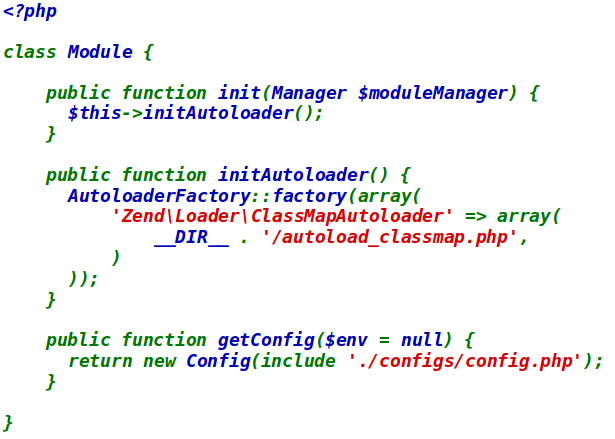 <?php
class Module {
public function init(Manager $moduleManager) {
$this->initAutoloader();
}
public function initAutoloader() {
AutoloaderFactory::factory(array(
'Zend\Loader\ClassMapAutoloader' => array(
__DIR__ . '/autoload_classmap.php',
)
));
}
public function getConfig($env = null) {
return new Config(include './configs/config.php');
}
}